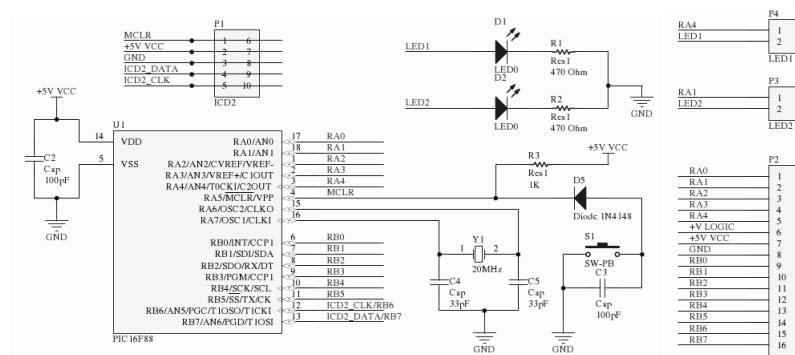 P1
MCLR 1 6
+5V VCC 2 7
GND 3 8
ICD2_DATA 4 9
ICD2_CLK 5 10
ICD2
D1
LED1
LED0
R1
Res1
470 Ohm
D2
LED2
LED0
R2
Res1
470 Ohm
GND
P4
RA4 1
LED1 2
LED1
P3
RA1 1
LED2 2
LED2
+5V VCC
C2
Cap
100pF
GND
U1
14 VDD
5 VSS
RA0/AN0 17 RA0
RA1/AN1 18 RA1
RA2/AN2/CVREF/VREF- 1 RA2
RA3/AN3/VREF+/C1OUT 2 RA3
RA4/AN4/T0CKI/C2OUT 3 RA4
RA5/MCLR/VPP 4 MCLR
RA6/OSC2/CLKO 15
RA7/OSC1/CLKI 16
RB0/INT/CCP1 6 RB0
RB1/SDI/SDA 7 RB1
RB2/SDO/RX/DT 8 RB2
RB3/PGM/CCP1 9 RB3
RB4/SCK/SCL 10 RB4
RB5/SS/TX/CK 11 RB5
RB6/AN5/PGC/T1OSO/T1CKI 12 ICD2_CLK/RB6
RB7/AN6/PGD/T1OSI 13 ICD2_DATA/RB7
PIC16F88
R3
Res1
1K
+5V VCC
D5
Diode 1N4148
S1
SW-PB
C3
Cap
100pF
GND
Y1
1 2
20MHz
C4
Cap
33pF
C5
Cap
33pF
GND
P2
RA0 1
RA1 2
RA2 3
RA3 4
RA4 5
+V LOGIC 6
+5V VCC 7
GND 8
RB0 9
RB1 10
RB2 11
RB3 12
RB4 13
RB5 14
RB6 15
RB7 16